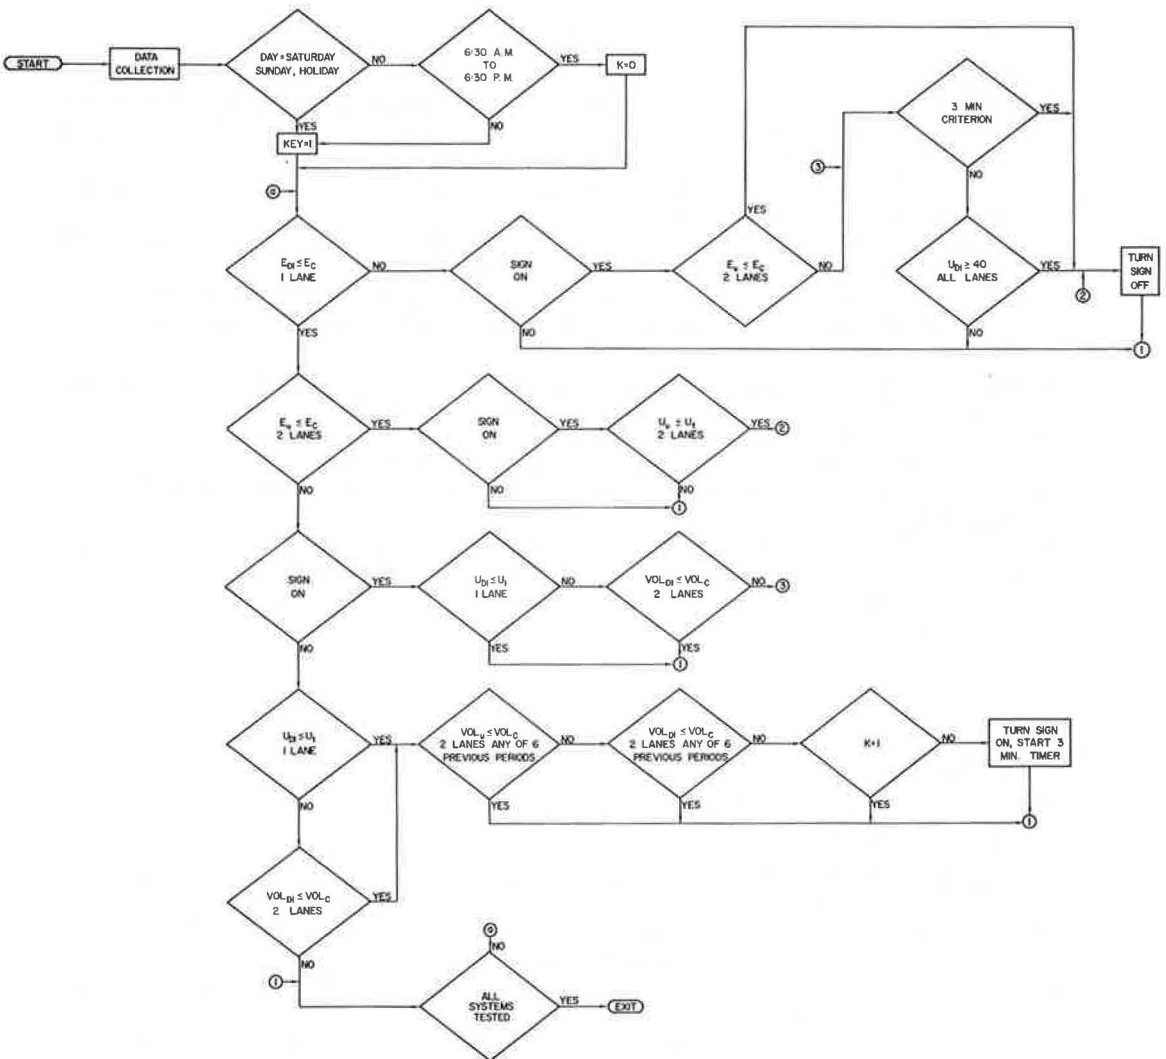 START
DATA
COLLECTION
DAY=SATURDAY
SUNDAY, HOLIDAY
NO
6:30 A.M.
TO
6:30 P.M.
YES
K=0
YES
KEY=1
NO
3 MIN
CRITERION
YES
NO
3
a
E_DI ≤ E_C
1 LANE
NO
SIGN
ON
YES
YES
E_u ≤ E_C
2 LANES
NO
U_DI ≥ 40
ALL LANES
YES
2
TURN
SIGN
OFF
YES
NO
NO
1
E_u ≤ E_C
2 LANES
YES
SIGN
ON
YES
U_u ≤ U_1
2 LANES
YES
2
NO
NO
NO
1
SIGN
ON
YES
U_DI ≤ U_1
1 LANE
NO
VOL_DI ≤ VOL_C
2 LANES
NO
3
NO
YES
YES
1
U_DI ≤ U_1
1 LANE
YES
VOL_u ≤ VOL_C
2 LANES ANY OF 6
PREVIOUS PERIODS
NO
VOL_DI ≤ VOL_C
2 LANES ANY OF 6
PREVIOUS PERIODS
NO
K=1
NO
TURN SIGN
ON, START 3
MIN. TIMER
NO
YES
YES
YES
1
VOL_DI ≤ VOL_C
2 LANES
YES
NO
1
a
NO
ALL
SYSTEMS
TESTED
YES
EXIT